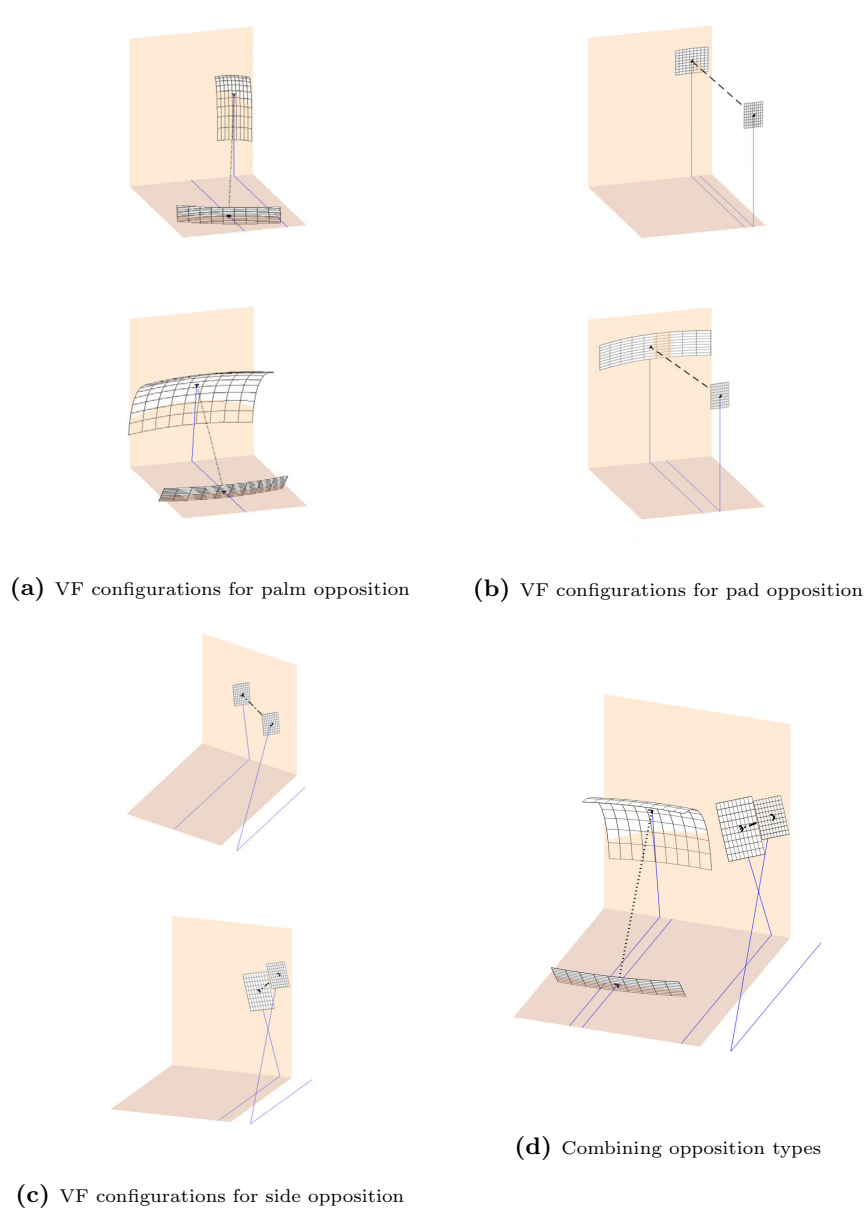 (a) VF configurations for palm opposition
(b) VF configurations for pad opposition
(c) VF configurations for side opposition
(d) Combining opposition types